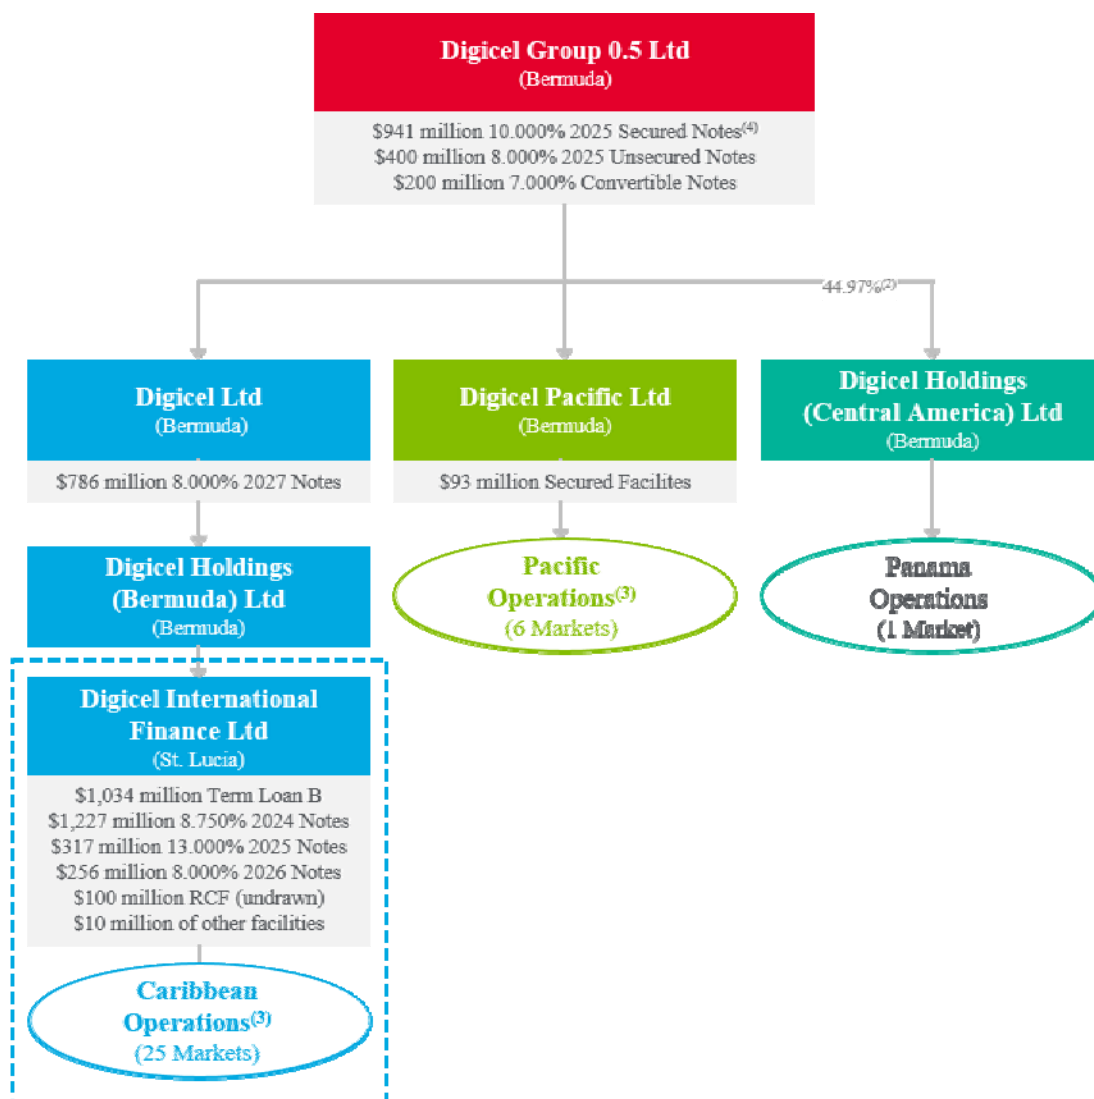 Digicel Group 0.5 Ltd
(Bermuda)
$941 million 10.000% 2025 Secured Notes(4)
$400 million 8.000% 2025 Unsecured Notes
$200 million 7.000% Convertible Notes
44.97%(2)
Digicel Ltd
(Bermuda)
$786 million 8.000% 2027 Notes
Digicel Pacific Ltd
(Bermuda)
$93 million Secured Facilites
Digicel Holdings
(Central America) Ltd
(Bermuda)
Digicel Holdings
(Bermuda) Ltd
(Bermuda)
Pacific
Operations(3)
(6 Markets)
Panama
Operations
(1 Market)
Digicel International
Finance Ltd
(St. Lucia)
$1,034 million Term Loan B
$1,227 million 8.750% 2024 Notes
$317 million 13.000% 2025 Notes
$256 million 8.000% 2026 Notes
$100 million RCF (undrawn)
$10 million of other facilities
Caribbean
Operations(3)
(25 Markets)